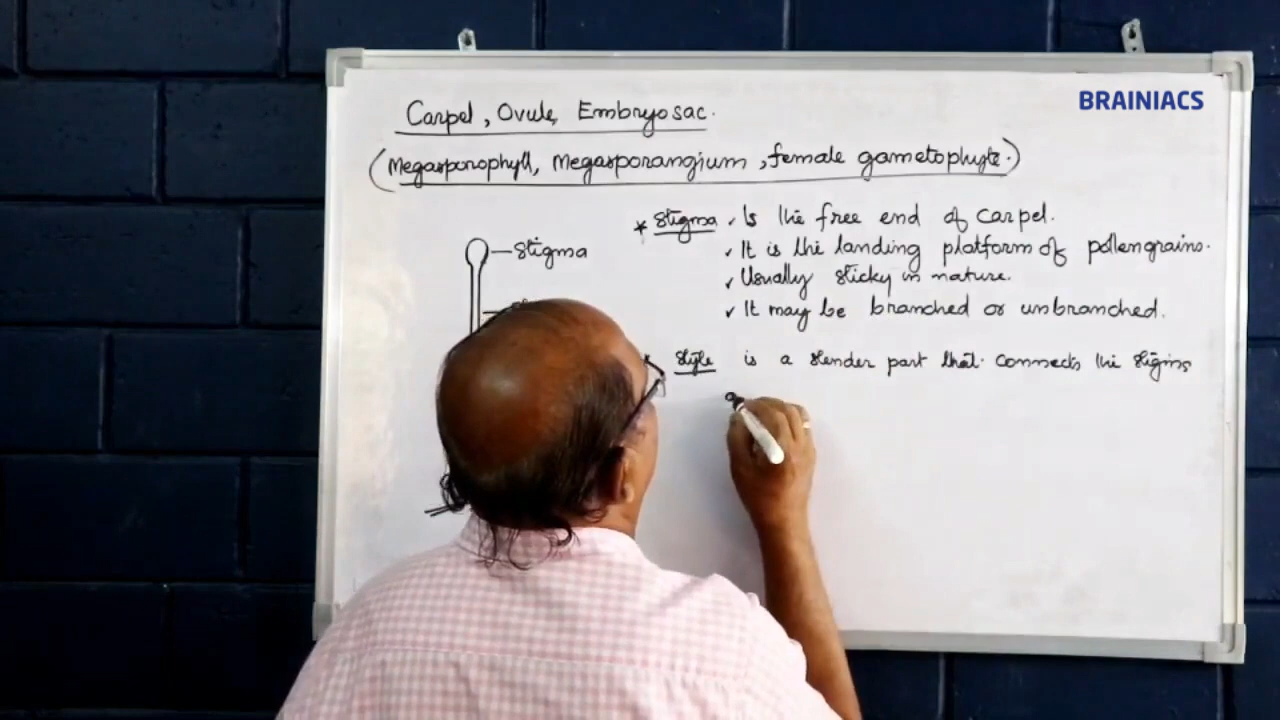 BRAINIACS
Carpel, Ovule, Embryosac.
(Megasporophyll, Megasporangium, female gametophyte.)
* Stigma ✓ Is the free end of carpel.
Stigma
✓ It is the landing platform of pollengrains.
✓ Usually sticky in nature.
✓ It may be branched or unbranched.
* Style is a slender part that connects the stigma